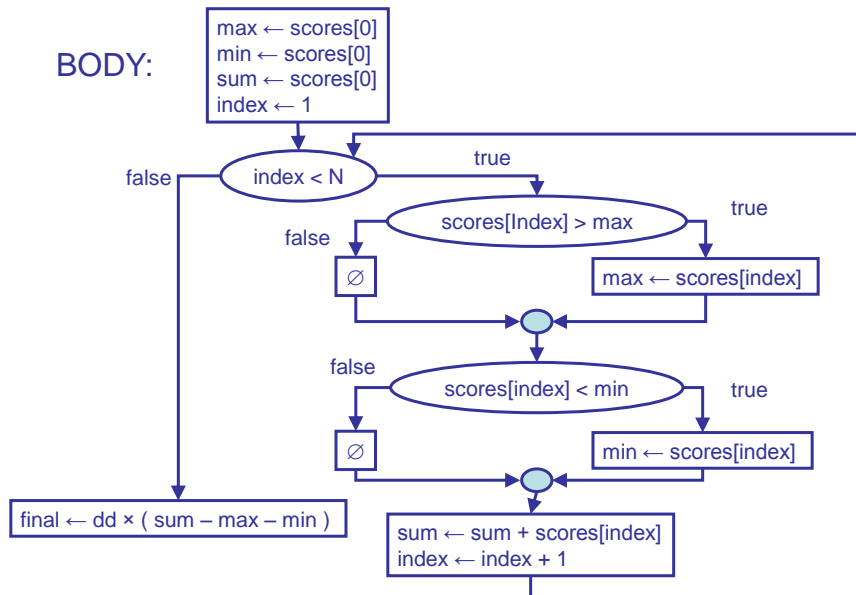 BODY:
max ← scores[0]
min ← scores[0]
sum ← scores[0]
index ← 1
false
index < N
true
scores[Index] > max
false
true
∅
max ← scores[index]
false
scores[index] < min
true
∅
min ← scores[index]
final ← dd × ( sum – max – min )
sum ← sum + scores[index]
index ← index + 1